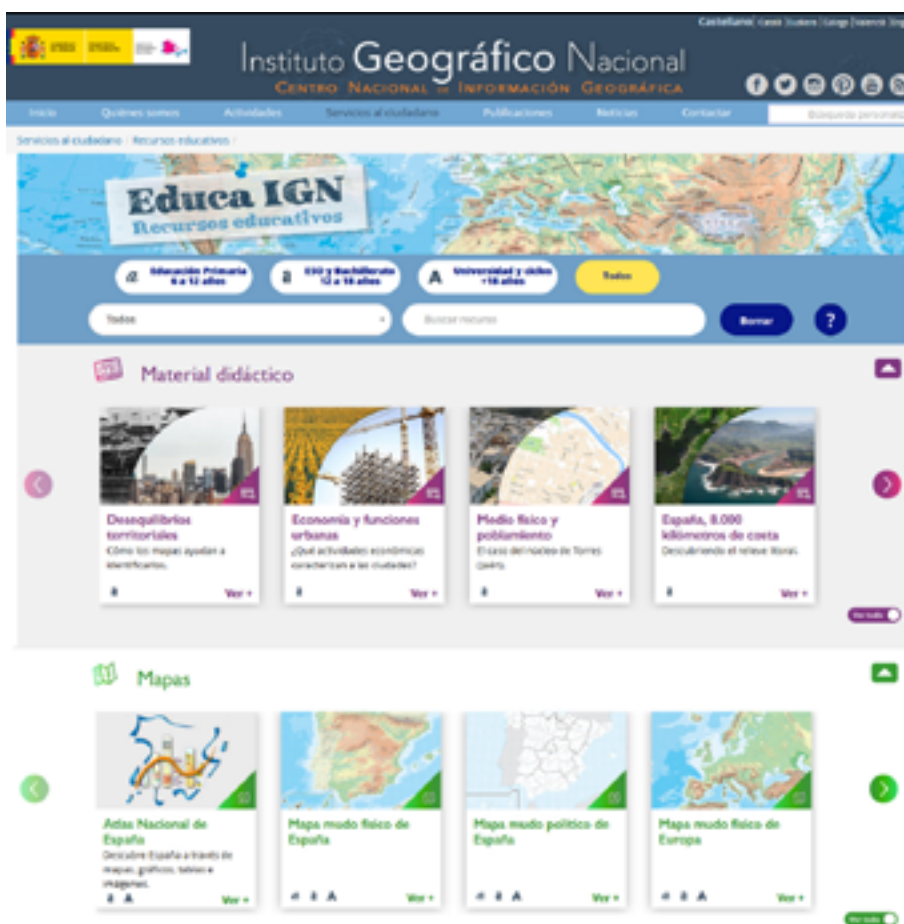 Castellano
Instituto Geográfico Nacional
CENTRO NACIONAL DE INFORMACIÓN GEOGRÁFICA
Inicio Quiénes somos Actividades Servicios al ciudadano Publicaciones Noticias Contactar Búsqueda
Servicios al ciudadano / Recursos educativos /
Educa IGN
Recursos educativos
a Educación Primaria
6 a 12 años
a ESO y Bachillerato
12 a 18 años
A Universidad y ciclos
+18 años
Todos
Todos
Buscar recurso
Borrar
?
Material didáctico
Desequilibrios
territoriales
Cómo los mapas ayudan a
identificarlos.
a Ver +
Economía y funciones
urbanas
¿Qué actividades económicas
caracterizan a las ciudades?
a Ver +
Medio físico y
poblamiento
El caso del núcleo de Torres
a Ver +
España, 8.000
kilómetros de costa
Descubriendo el relieve litoral.
a Ver +
Ver todo
Mapas
Atlas Nacional de
España
Descubre España a través de
mapas, gráficos, tablas e
imágenes.
a A Ver +
Mapa mudo físico de
España
a a A Ver +
Mapa mudo político de
España
a a A Ver +
Mapa mudo físico de
Europa
a a A Ver +
Ver todo